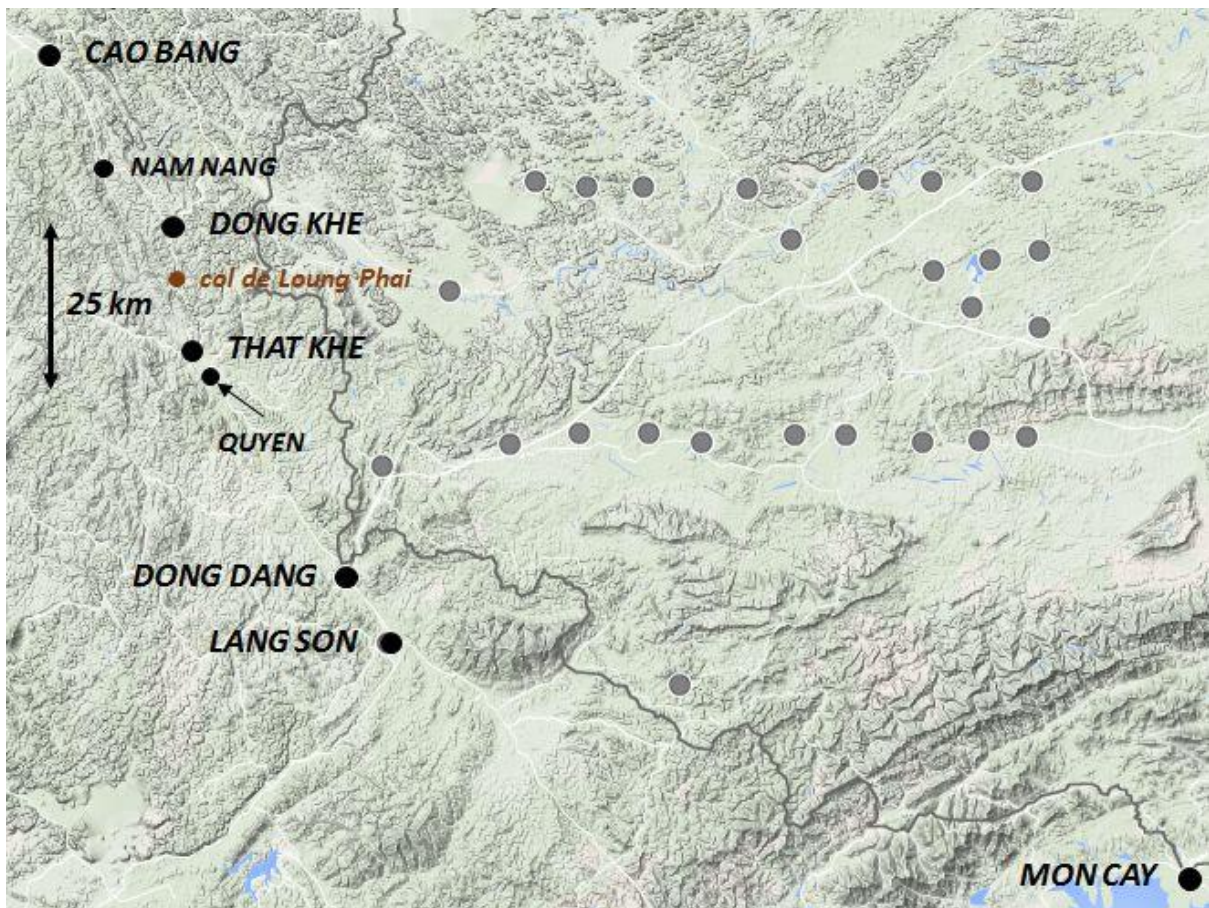 CAO BANG
NAM NANG
DONG KHE
col de Loung Phai
25 km
THAT KHE
QUYEN
DONG DANG
LANG SON
MON CAY